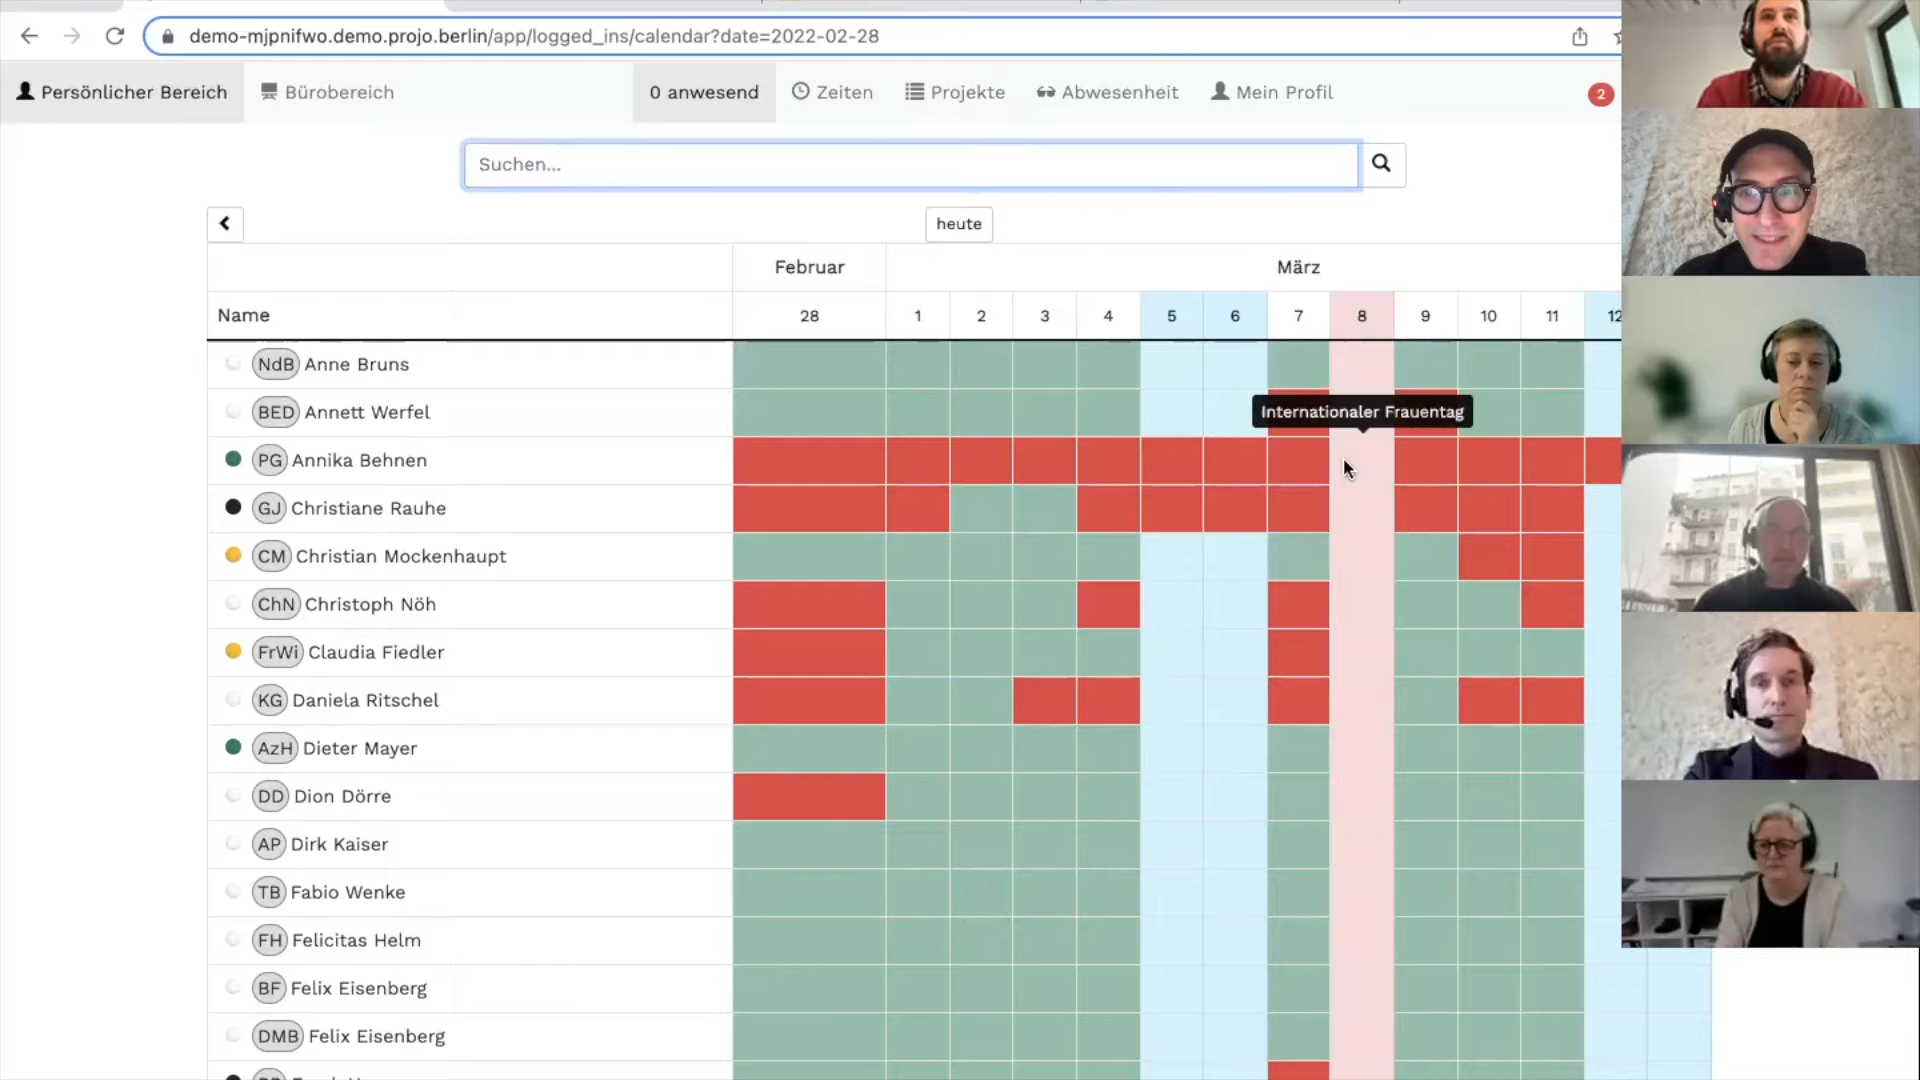 demo-mjpnifwo.demo.projo.berlin/app/logged_ins/calendar?date=2022-02-28
Persönlicher Bereich Bürobereich 0 anwesend Zeiten Projekte Abwesenheit Mein Profil 2
Suchen...
heute
Februar März
Name 28 1 2 3 4 5 6 7 8 9 10 11 12
NdB Anne Bruns
BED Annett Werfel
Internationaler Frauentag
PG Annika Behnen
GJ Christiane Rauhe
CM Christian Mockenhaupt
ChN Christoph Nöh
FrWi Claudia Fiedler
KG Daniela Ritschel
AzH Dieter Mayer
DD Dion Dörre
AP Dirk Kaiser
TB Fabio Wenke
FH Felicitas Helm
BF Felix Eisenberg
DMB Felix Eisenberg